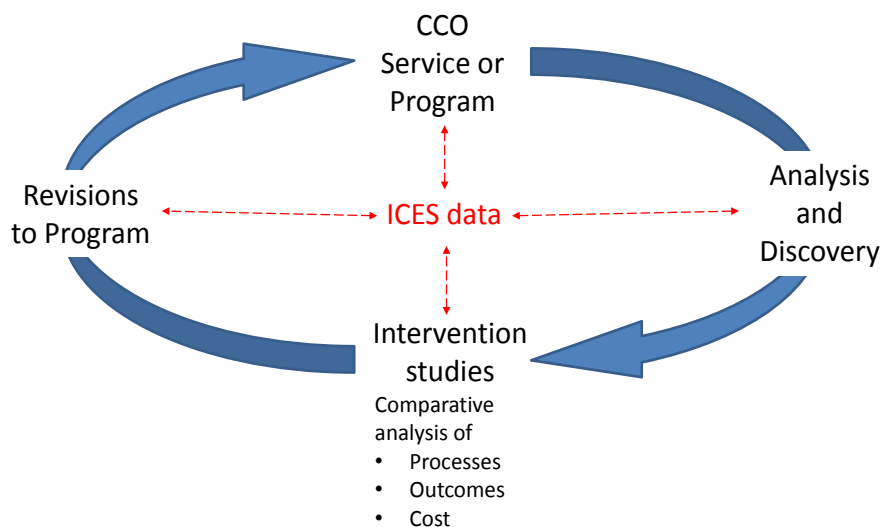 CCO
Service or
Program
Revisions
to Program
ICES data
Analysis
and
Discovery
Intervention
studies
Comparative
analysis of
• Processes
• Outcomes
• Cost